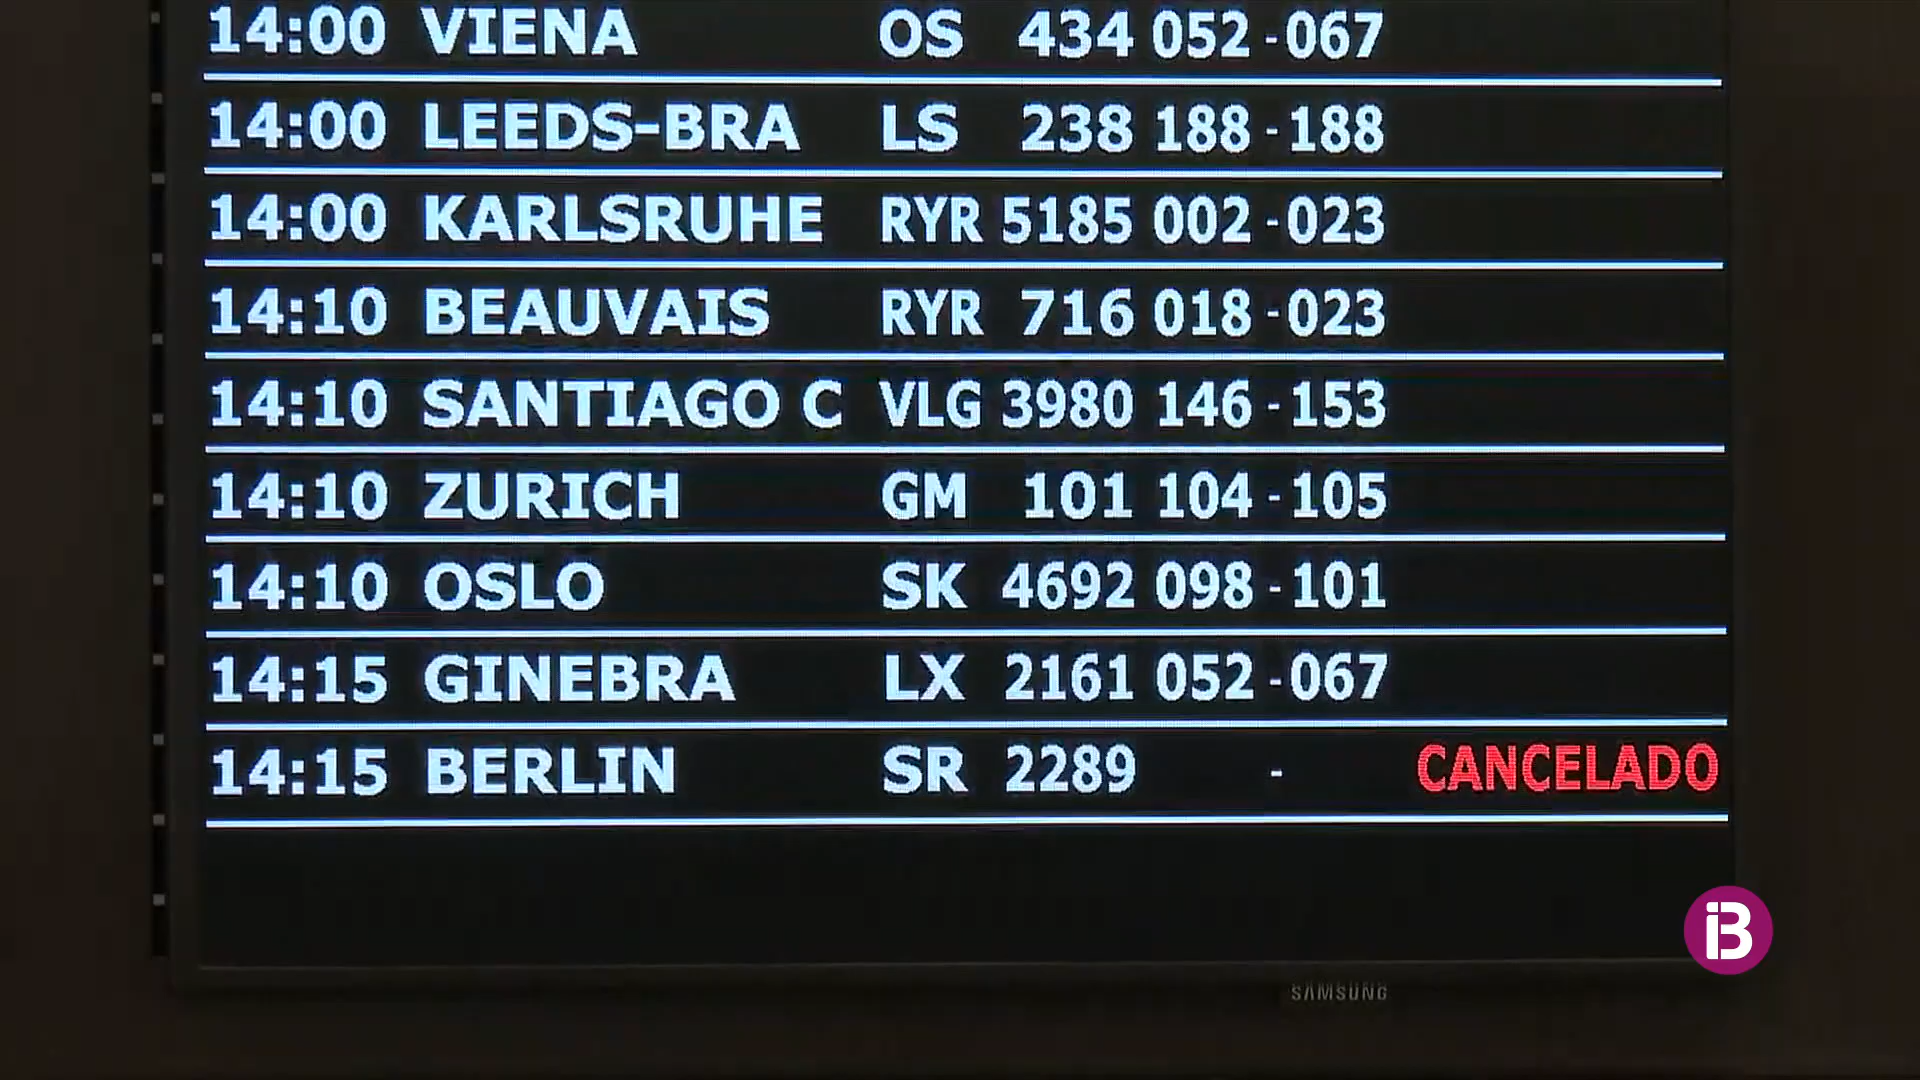 14:00 VIENA OS 434 052 - 067
14:00 LEEDS-BRA LS 238 188 - 188
14:00 KARLSRUHE RYR 5185 002 - 023
14:10 BEAUVAIS RYR 716 018 - 023
14:10 SANTIAGO C VLG 3980 146 - 153
14:10 ZURICH GM 101 104 - 105
14:10 OSLO SK 4692 098 - 101
14:15 GINEBRA LX 2161 052 - 067
14:15 BERLIN SR 2289 - CANCELADO
iB
SAMSUNG